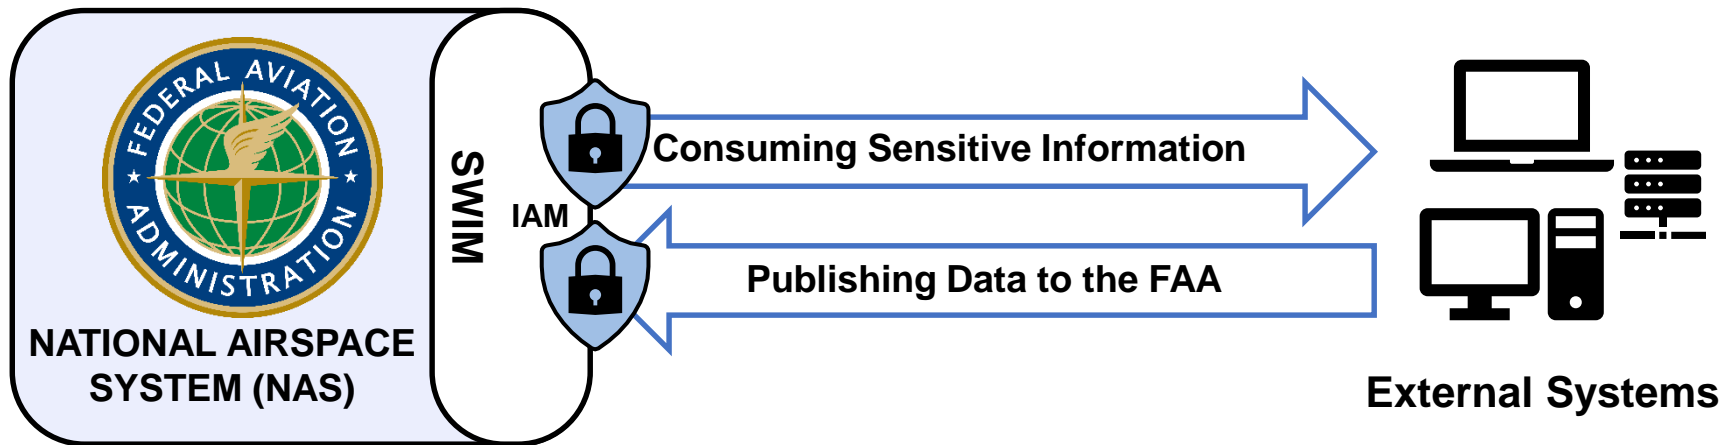 FEDERAL AVIATION
ADMINISTRATION
NATIONAL AIRSPACE
SYSTEM (NAS)
SWIM
IAM
Consuming Sensitive Information
Publishing Data to the FAA
External Systems